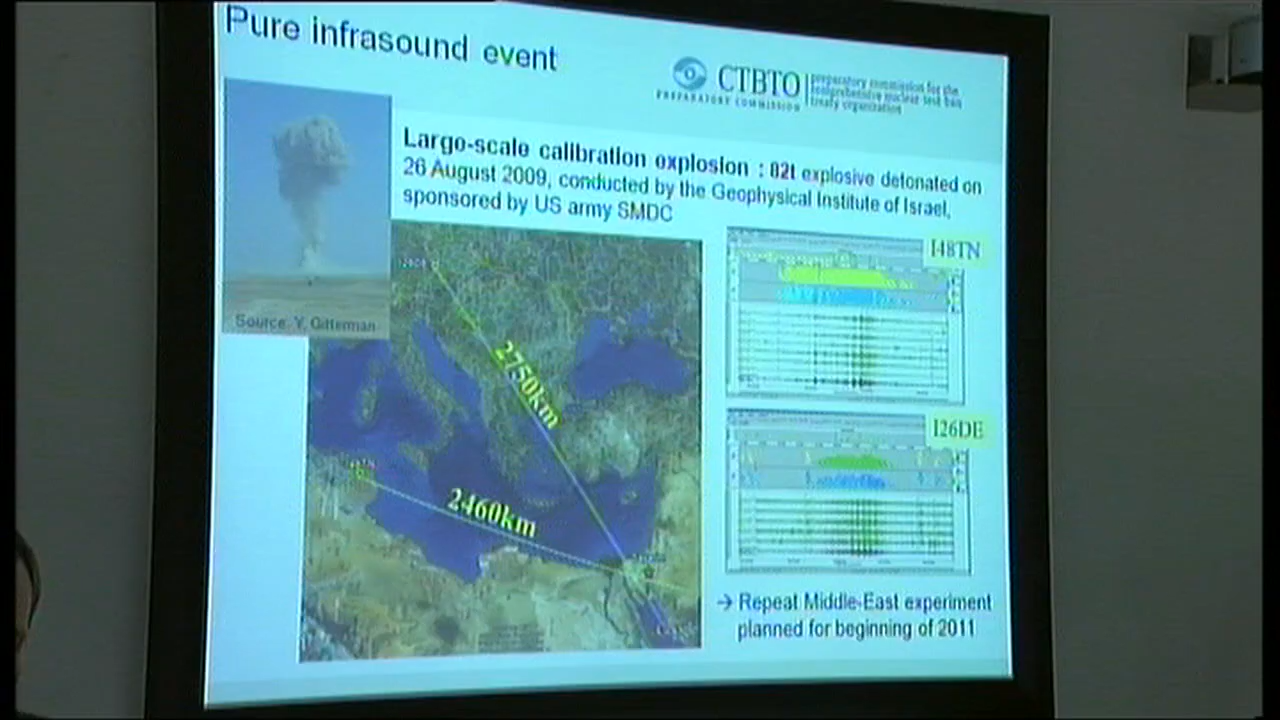 Pure infrasound event
CTBTO
PREPARATORY COMMISSION
preparatory commission for the
comprehensive nuclear-test-ban
treaty organization
Large-scale calibration explosion : 82t explosive detonated on
26 August 2009, conducted by the Geophysical Institute of Israel,
sponsored by US army SMDC
Source: Y. Gitterman
2750km
2460km
I48TN
I26DE
→ Repeat Middle-East experiment
planned for beginning of 2011